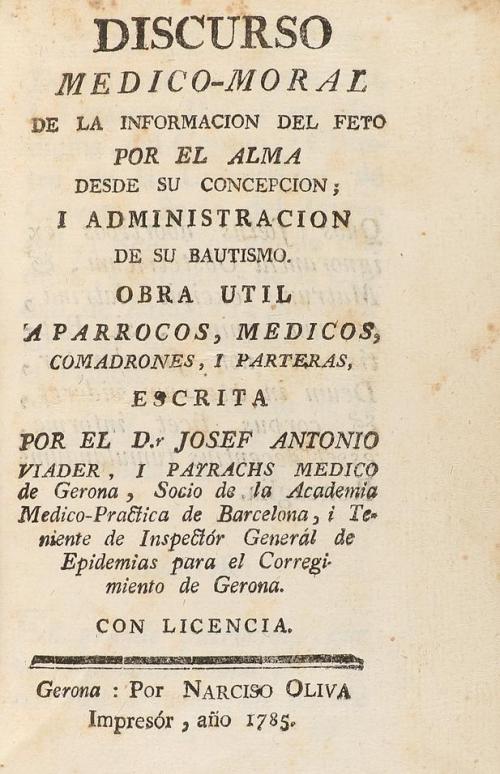 DISCURSO
MEDICO-MORAL
DE LA INFORMACION DEL FETO
POR EL ALMA
DESDE SU CONCEPCION;
I ADMINISTRACION
DE SU BAUTISMO.
OBRA UTIL
A PARROCOS, MEDICOS,
COMADRONES, I PARTERAS,
ESCRITA
POR EL D.r JOSEF ANTONIO
VIADER, I PAYRACHS MEDICO
de Gerona, Socio de la Academia
Medico-Practica de Barcelona, i Te-
niente de Inspectór Generál de
Epidemias para el Corregi-
miento de Gerona.
CON LICENCIA.
Gerona: Por NARCISO OLIVA
Impresór, año 1785.